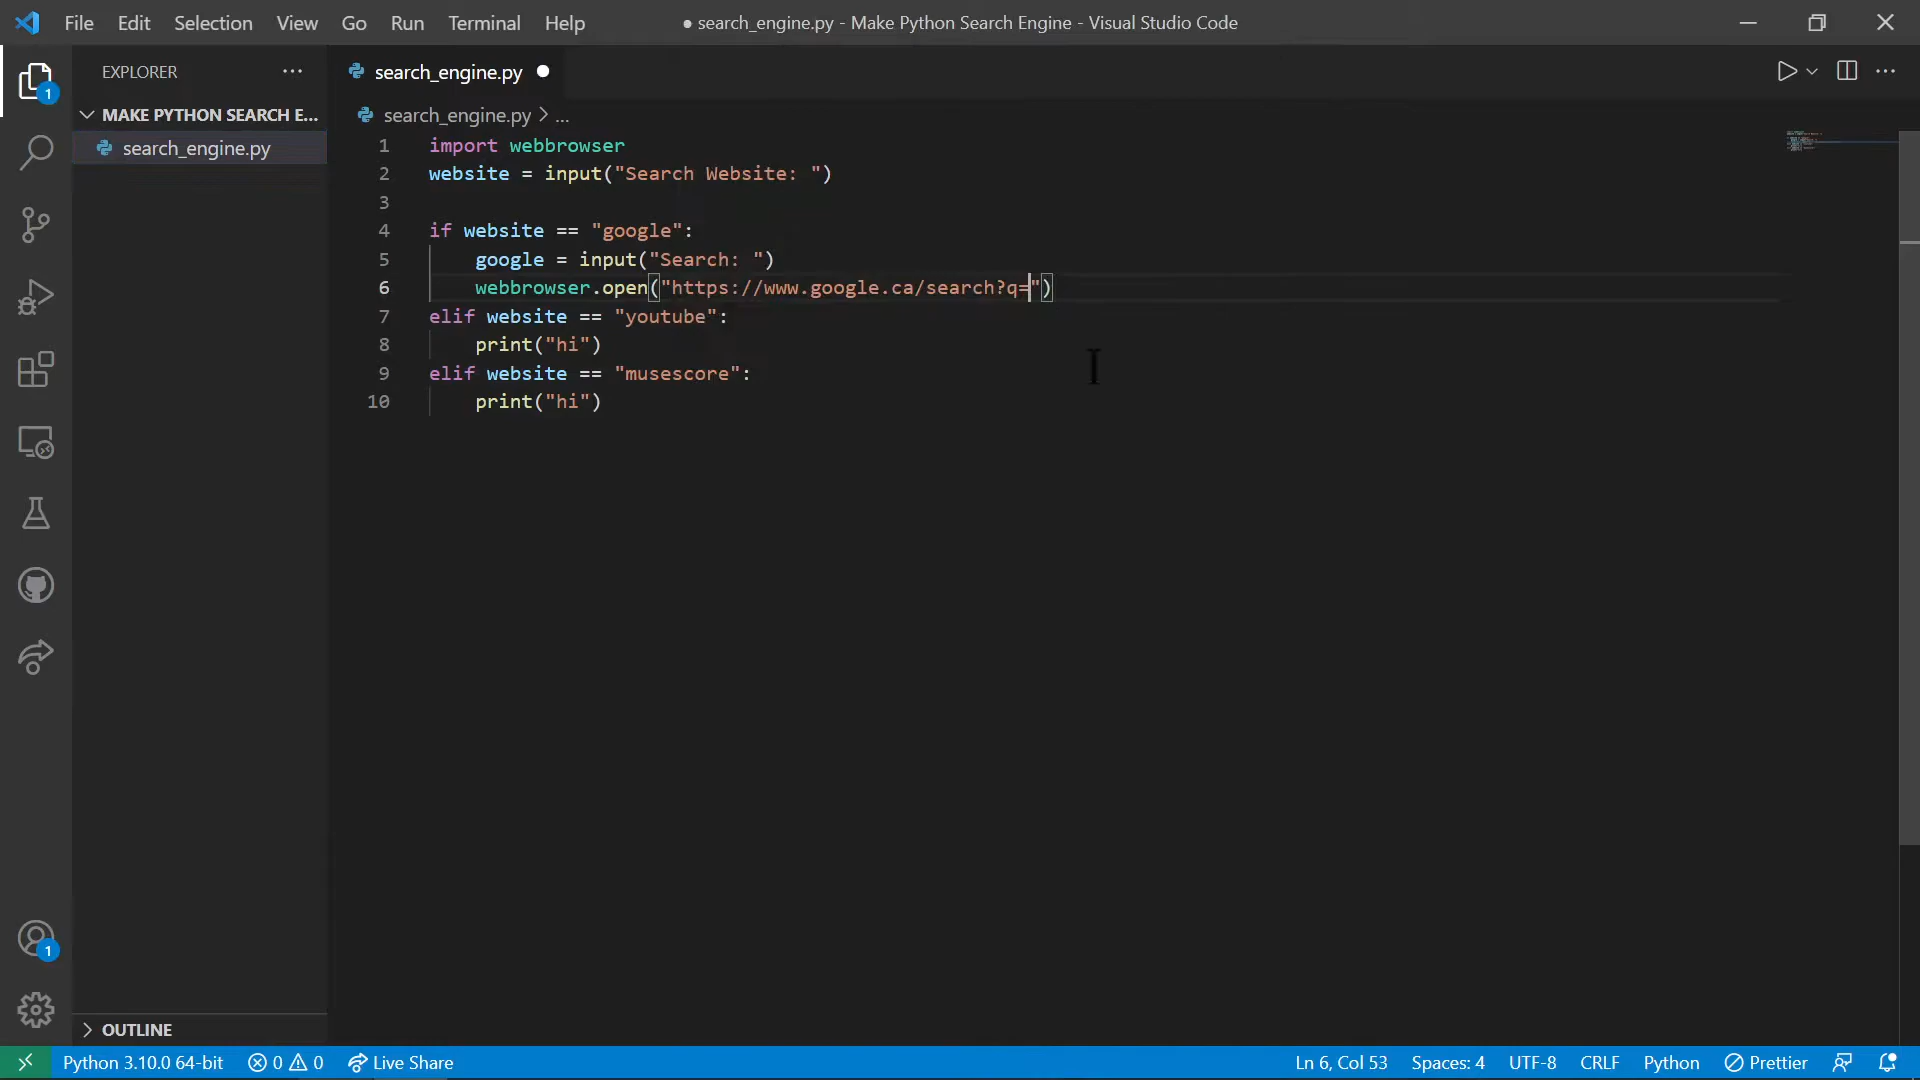 File Edit Selection View Go Run Terminal Help
● search_engine.py - Make Python Search Engine - Visual Studio Code
EXPLORER
search_engine.py
MAKE PYTHON SEARCH E...
search_engine.py
search_engine.py > ...
1 import webbrowser
2 website = input("Search Website: ")
3
4 if website == "google":
5 google = input("Search: ")
6 webbrowser.open("https://www.google.ca/search?q=")
7 elif website == "youtube":
8 print("hi")
9 elif website == "musescore":
10 print("hi")
1
1
OUTLINE
Python 3.10.0 64-bit 0 0 Live Share Ln 6, Col 53 Spaces: 4 UTF-8 CRLF Python Prettier